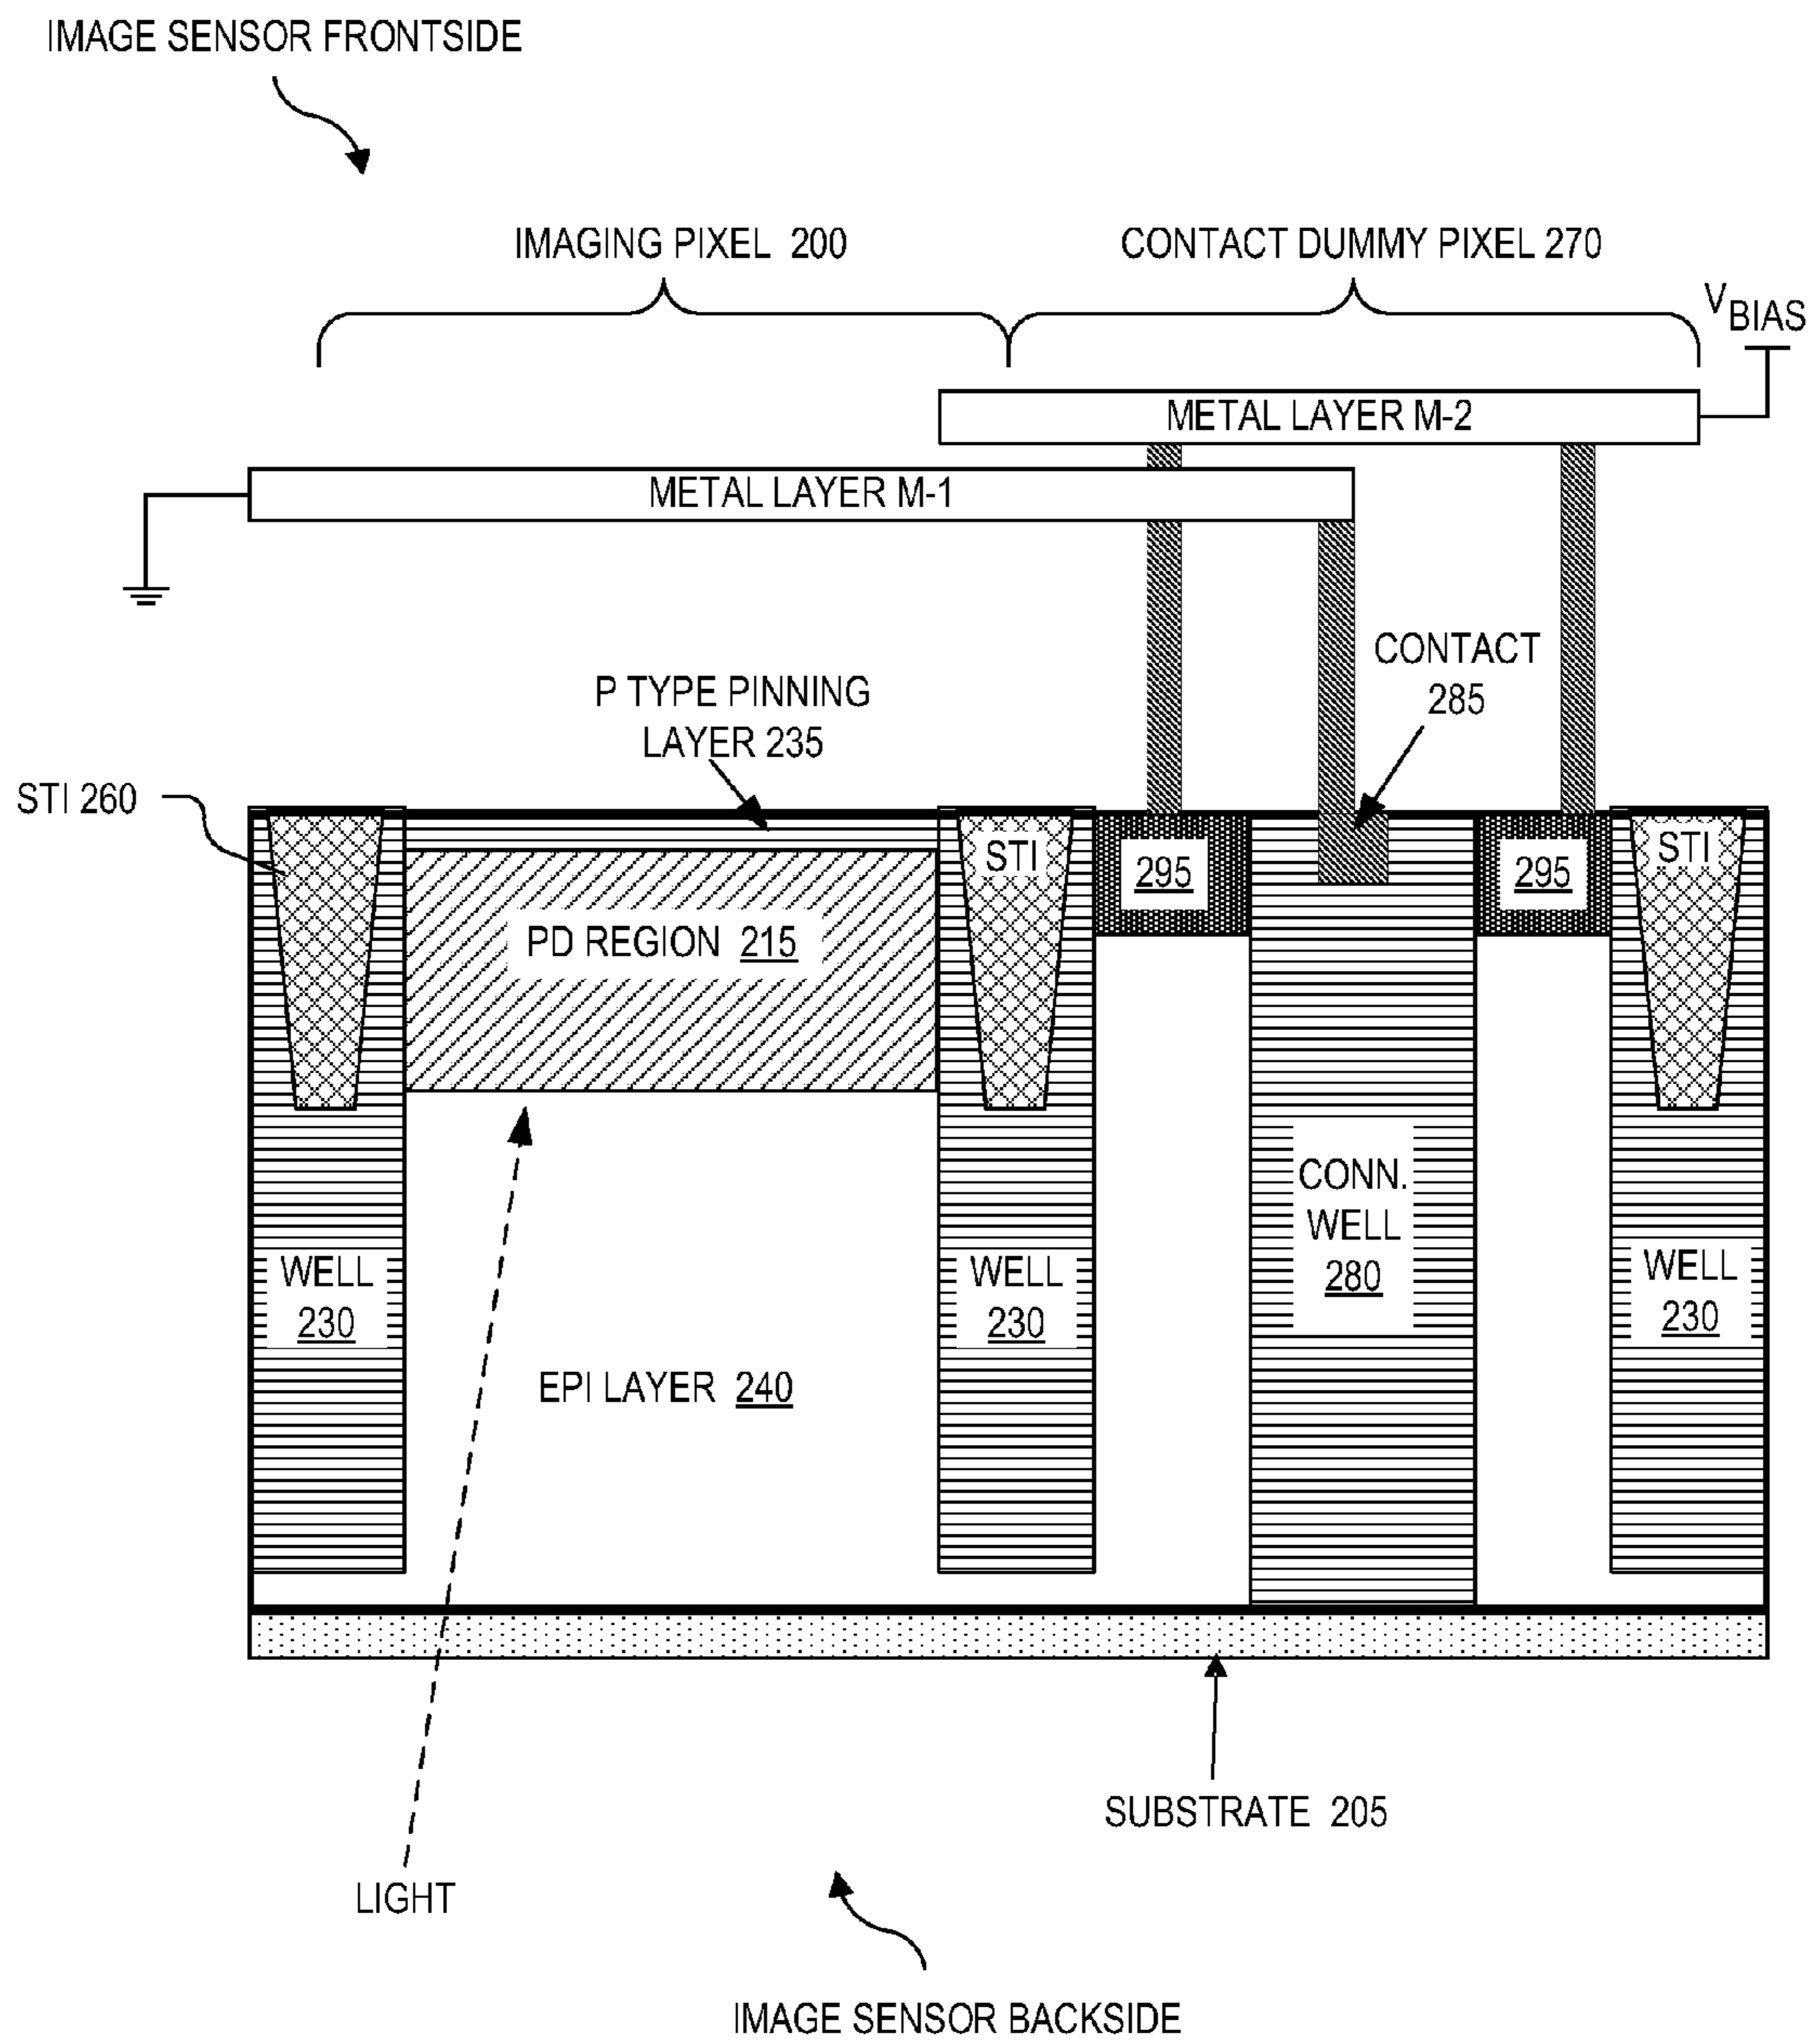 IMAGE SENSOR FRONTSIDE
IMAGING PIXEL 200
CONTACT DUMMY PIXEL 270
VBIAS
METAL LAYER M-2
METAL LAYER M-1
CONTACT
285
P TYPE PINNING
LAYER 235
STI 260
STI
STI
295
295
PD REGION 215
CONN.
WELL
280
WELL
230
WELL
230
WELL
230
EPI LAYER 240
SUBSTRATE 205
LIGHT
IMAGE SENSOR BACKSIDE